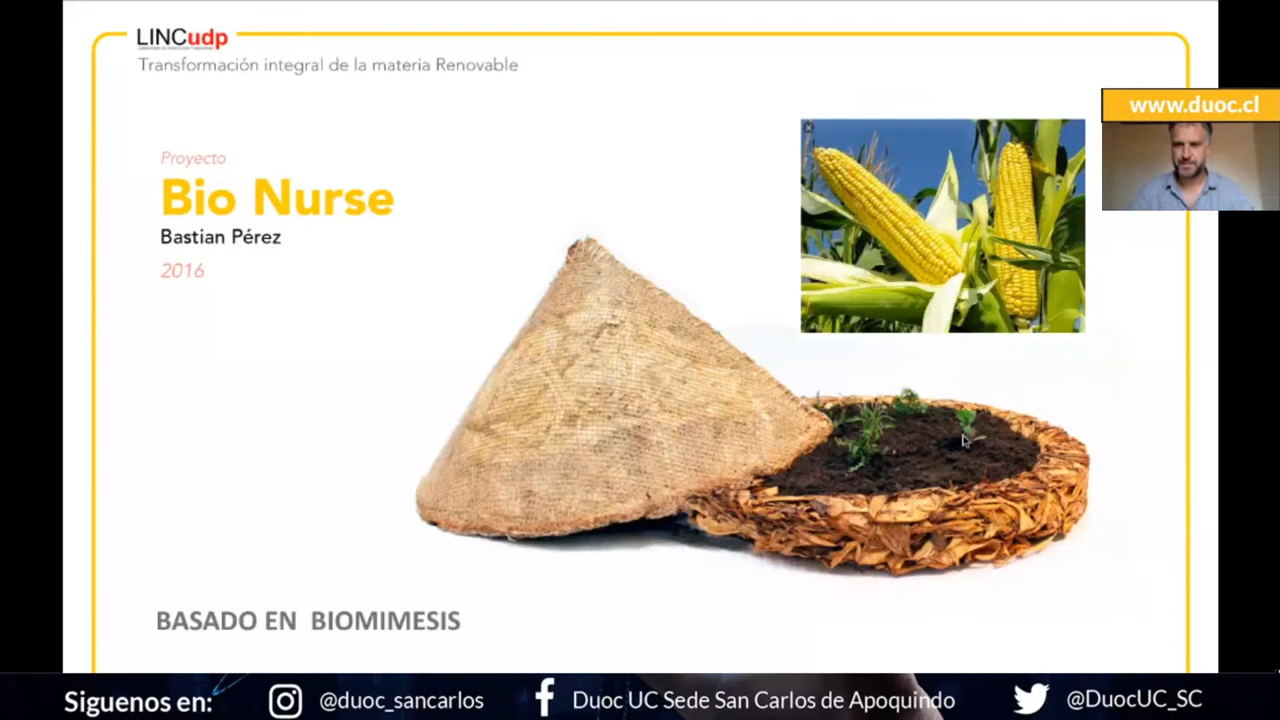 LINCudp
Transformación integral de la materia Renovable
www.duoc.cl
Proyecto
Bio Nurse
Bastian Pérez
2016
BASADO EN BIOMIMESIS
Siguenos en:
@duoc_sancarlos
Duoc UC Sede San Carlos de Apoquindo
@DuocUC_SC